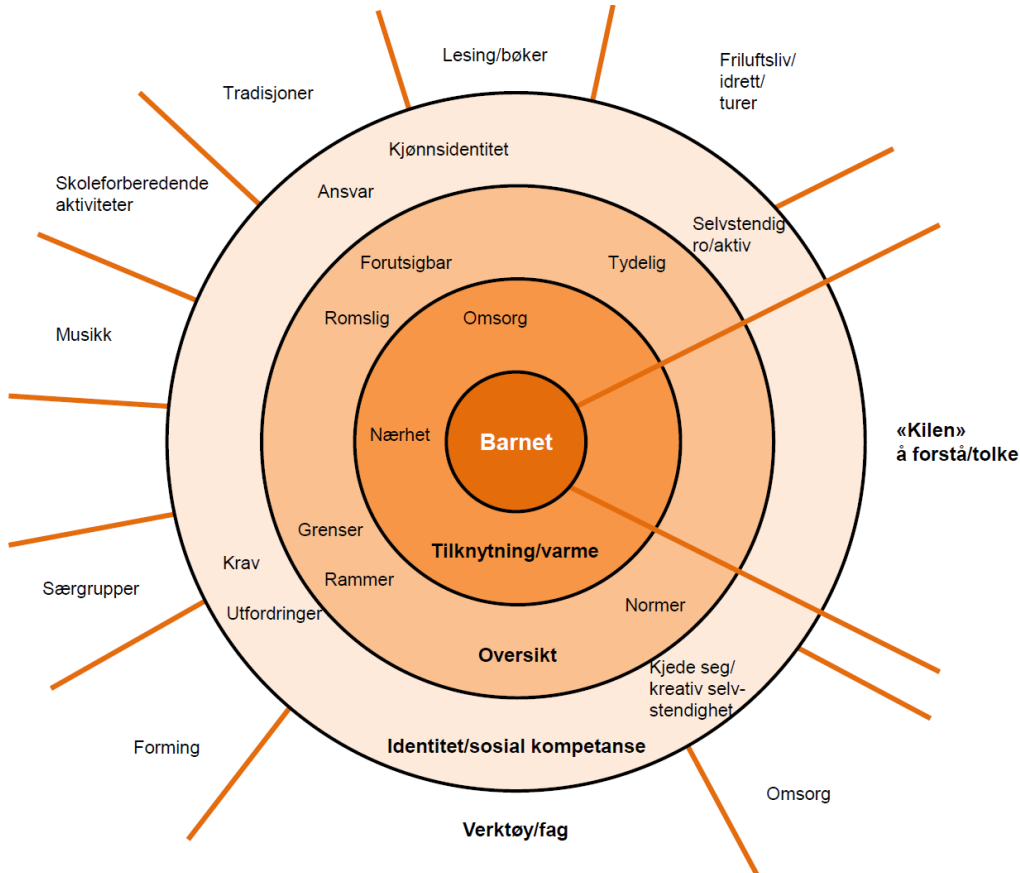 Lesing/bøker
Friluftsliv/
idrett/
turer
Tradisjoner
Kjønnsidentitet
Skoleforberedende
aktiviteter
Ansvar
Selvstendig
ro/aktiv
Forutsigbar
Tydelig
Romslig
Omsorg
Musikk
Nærhet
Barnet
«Kilen»
å forstå/tolke
Grenser
Tilknytning/varme
Krav
Rammer
Særgrupper
Normer
Utfordringer
Oversikt
Kjede seg/
kreativ selv-
stendighet
Forming
Identitet/sosial kompetanse
Omsorg
Verktøy/fag